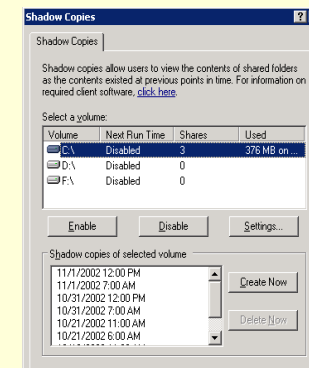 Shadow Copies
Shadow Copies
Shadow copies allow users to view the contents of shared folders
as the contents existed at previous points in time. For information on
required client software, click here.
Select a volume:
Volume Next Run Time Shares Used
C:\ Disabled 3 376 MB on ...
D:\ Disabled 0
F:\ Disabled 0
Enable Disable Settings...
Shadow copies of selected volume
11/1/2002 12:00 PM
11/1/2002 7:00 AM
10/31/2002 12:00 PM
10/31/2002 7:00 AM
10/21/2002 11:00 AM
10/21/2002 6:00 AM
Create Now
Delete Now